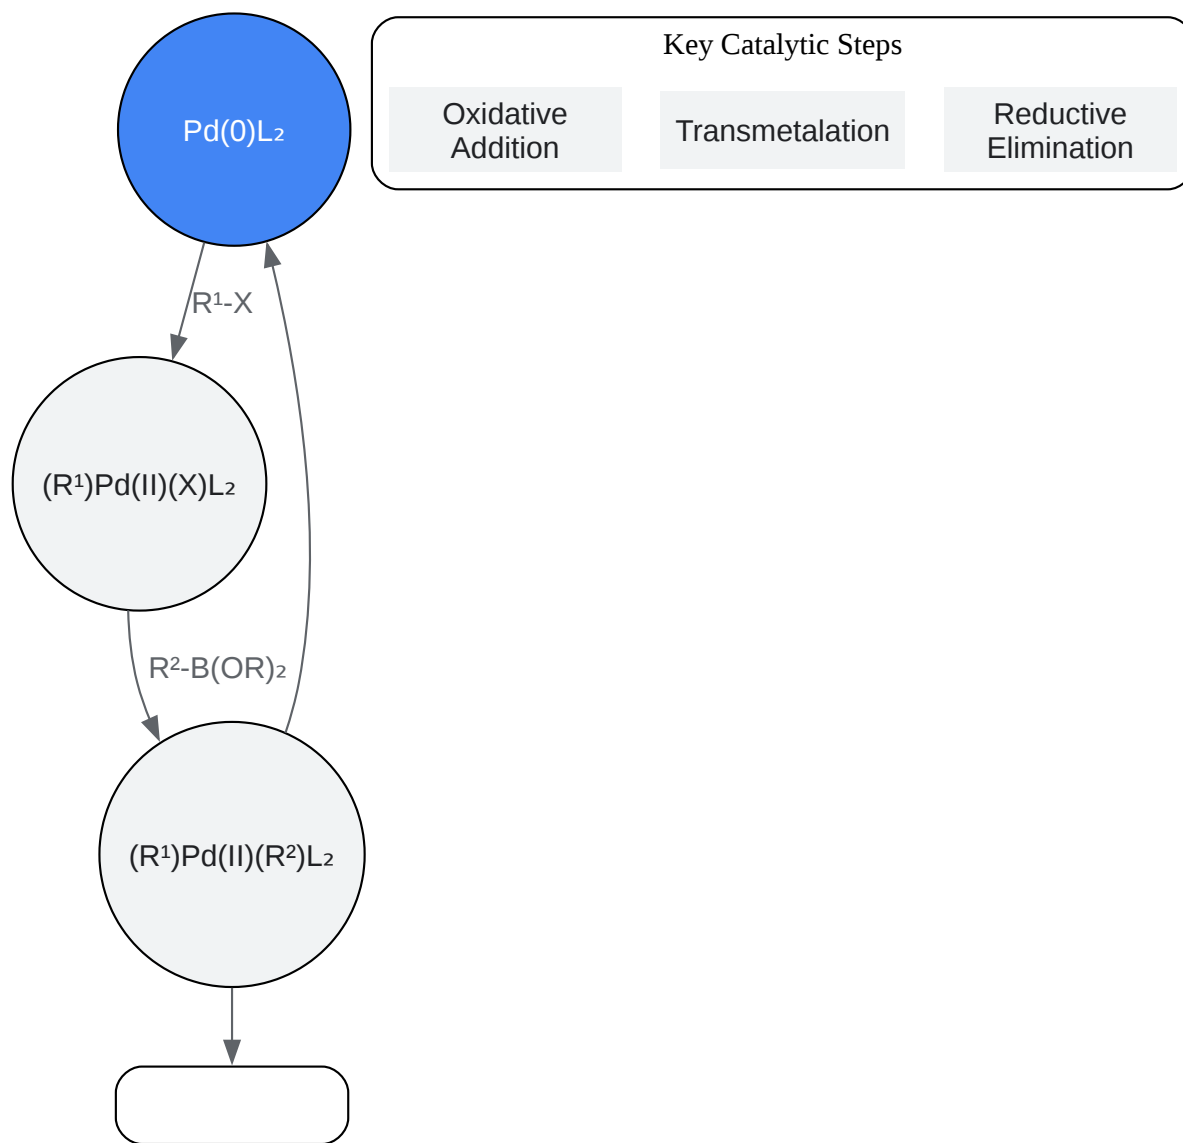 Key Catalytic Steps
Oxidative
Addition
Transmetalation
Reductive
Elimination
Pd(0)L₂
R¹-X
(R¹)Pd(II)(X)L₂
R²-B(OR)₂
(R¹)Pd(II)(R²)L₂